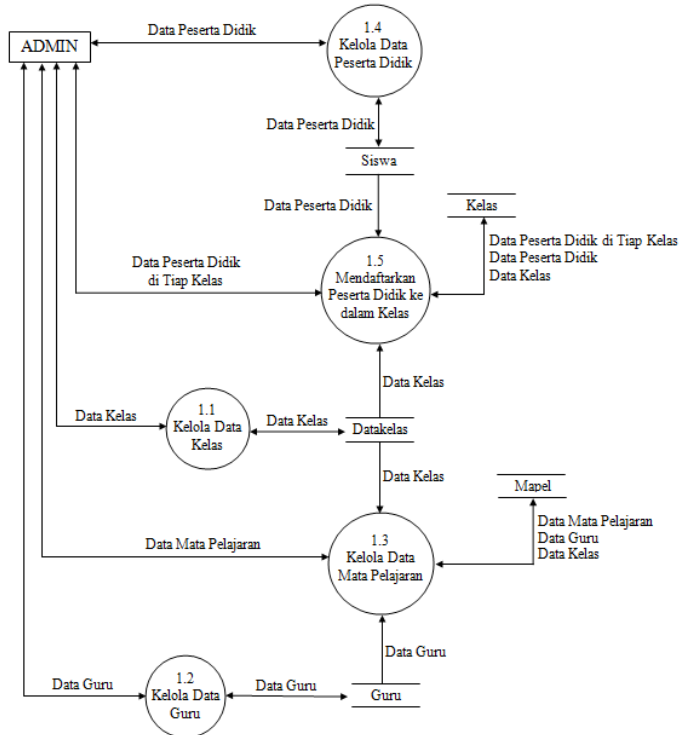 ADMIN
Data Peserta Didik
1.4
Kelola Data
Peserta Didik
Data Peserta Didik
Siswa
Data Peserta Didik
Kelas
Data Peserta Didik di Tiap Kelas
Data Peserta Didik
Data Kelas
Data Peserta Didik
di Tiap Kelas
1.5
Mendaftarkan
Peserta Didik ke
dalam Kelas
Data Kelas
Data Kelas
1.1
Kelola Data
Kelas
Data Kelas
Datakelas
Data Kelas
Mapel
Data Mata Pelajaran
Data Guru
Data Kelas
Data Mata Pelajaran
1.3
Kelola Data
Mata Pelajaran
Data Guru
Data Guru
1.2
Kelola Data
Guru
Data Guru
Guru